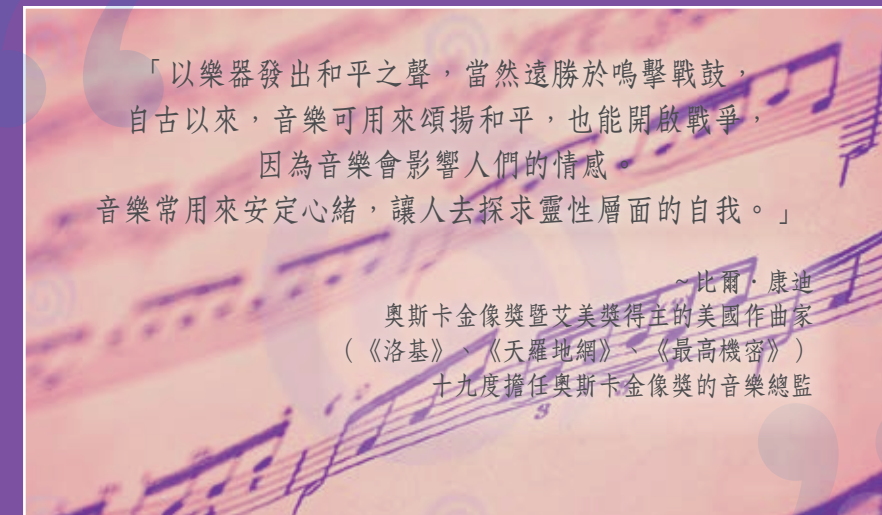 「以樂器發出和平之聲，當然遠勝於鳴擊戰鼓，
自古以來，音樂可用來頌揚和平，也能開啟戰爭，
因為音樂會影響人們的情感。
音樂常用來安定心緒，讓人去探求靈性層面的自我。」
～比爾·康迪
奧斯卡金像獎暨艾美獎得主的美國作曲家
（《洛基》、《天羅地網》、《最高機密》）
十九度擔任奧斯卡金像獎的音樂總監
3